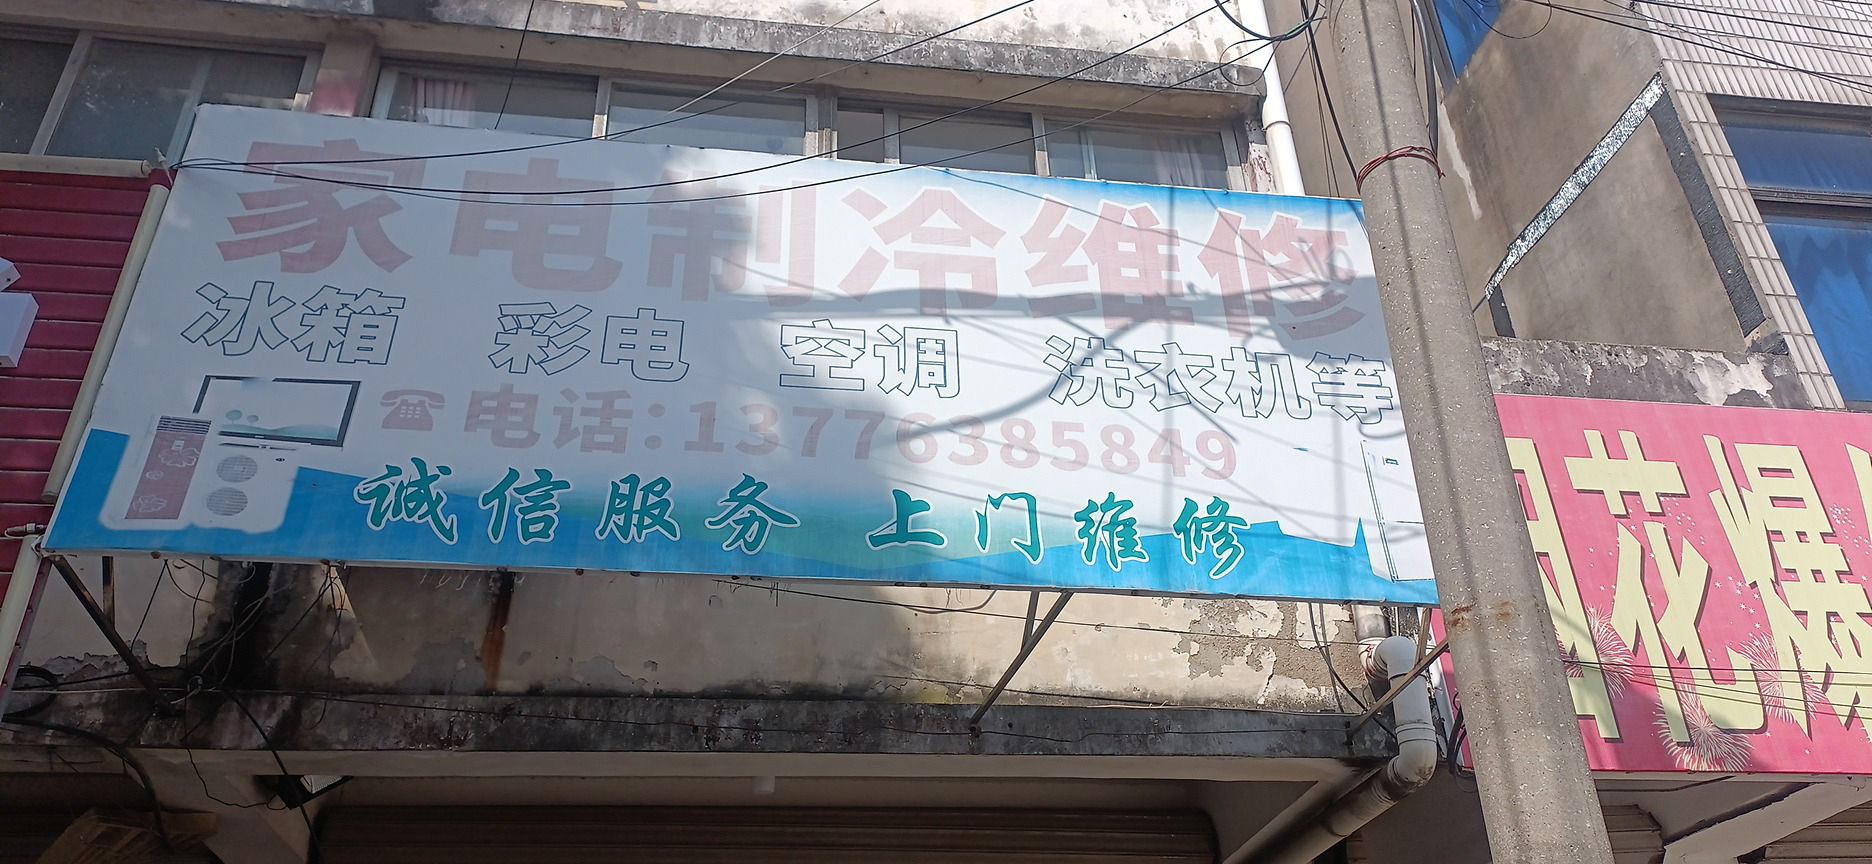 家电制冷维修
冰箱 彩电 空调 洗衣机等
☎电话:13776385849
诚信服务 上门维修
烟花爆